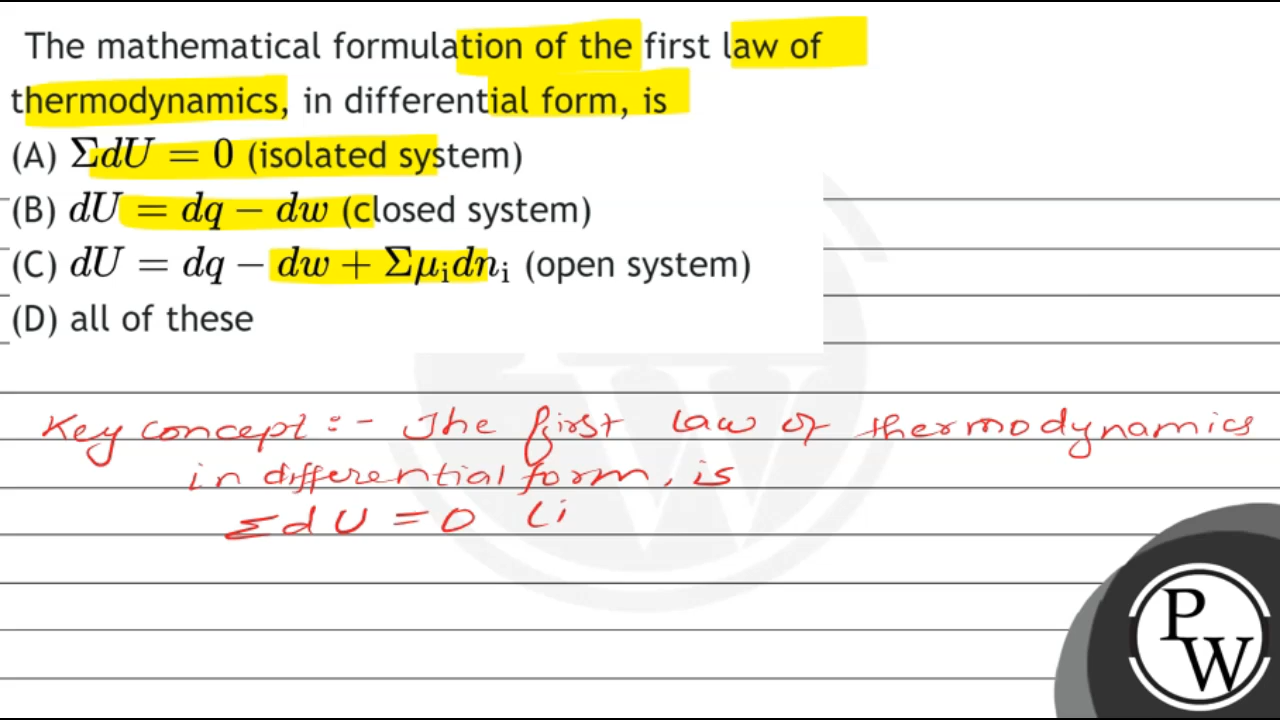 The mathematical formulation of the first law of
thermodynamics, in differential form, is
(A) ΣdU = 0 (isolated system)
(B) dU = dq − dw (closed system)
(C) dU = dq − dw + Σμᵢdnᵢ (open system)
(D) all of these
Key concept :- The first law of thermodynamics
in differential form, is
ΣdU = 0 (i
P
W